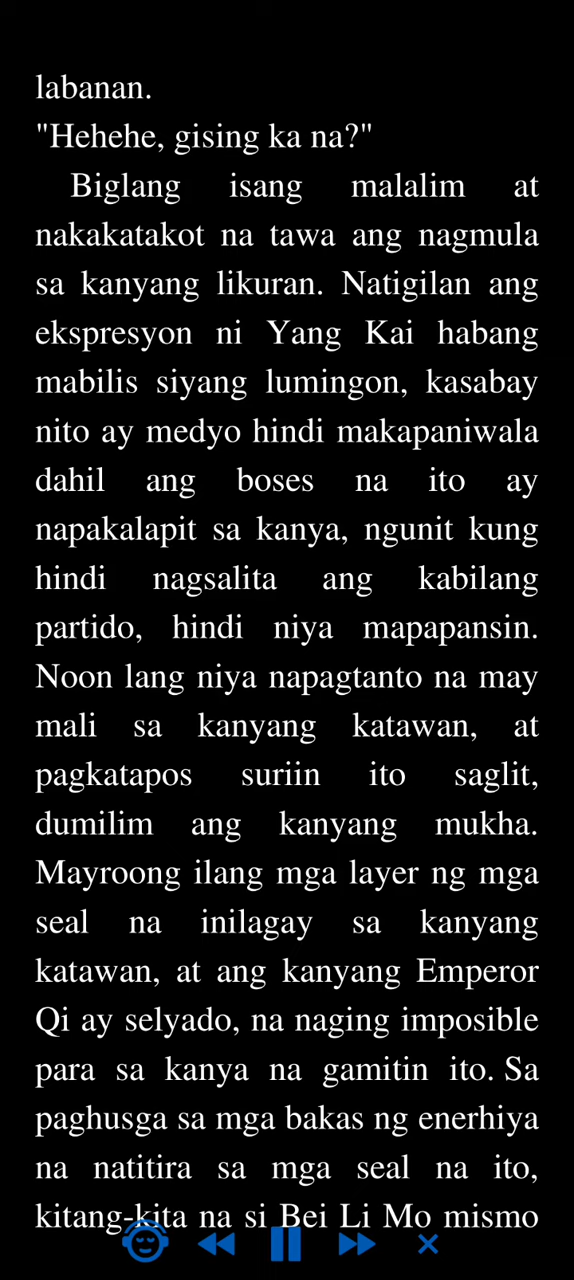 labanan.
"Hehehe, gising ka na?"
Biglang isang malalim at
nakakatakot na tawa ang nagmula
sa kanyang likuran. Natigilan ang
ekspresyon ni Yang Kai habang
mabilis siyang lumingon, kasabay
nito ay medyo hindi makapaniwala
dahil ang boses na ito ay
napakalapit sa kanya, ngunit kung
hindi nagsalita ang kabilang
partido, hindi niya mapapansin.
Noon lang niya napagtanto na may
mali sa kanyang katawan, at
pagkatapos suriin ito saglit,
dumilim ang kanyang mukha.
Mayroong ilang mga layer ng mga
seal na inilagay sa kanyang
katawan, at ang kanyang Emperor
Qi ay selyado, na naging imposible
para sa kanya na gamitin ito. Sa
paghusga sa mga bakas ng enerhiya
na natitira sa mga seal na ito,
kitang-kita na si Bei Li Mo mismo